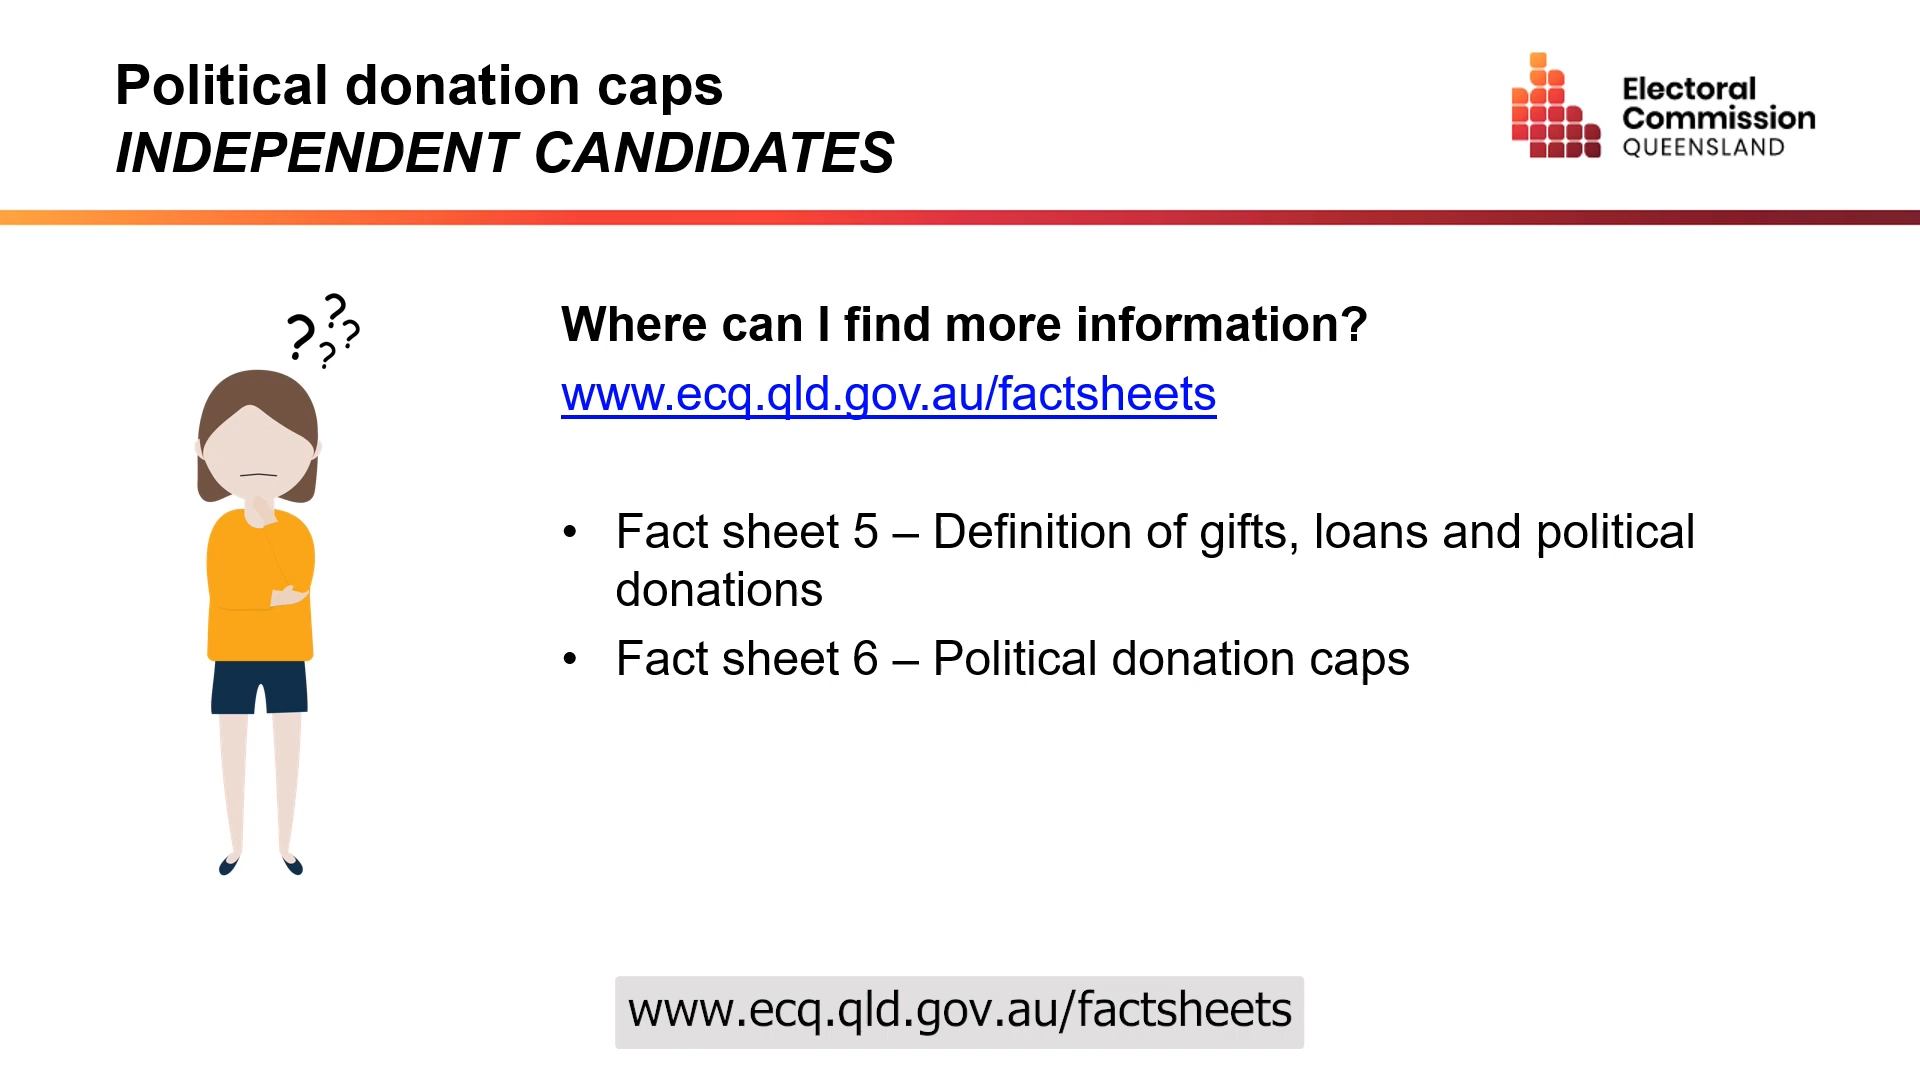 Political donation caps
INDEPENDENT CANDIDATES
Electoral
Commission
QUEENSLAND
? ? ? ?
Where can I find more information?
www.ecq.qld.gov.au/factsheets
• Fact sheet 5 – Definition of gifts, loans and political
donations
• Fact sheet 6 – Political donation caps
www.ecq.qld.gov.au/factsheets